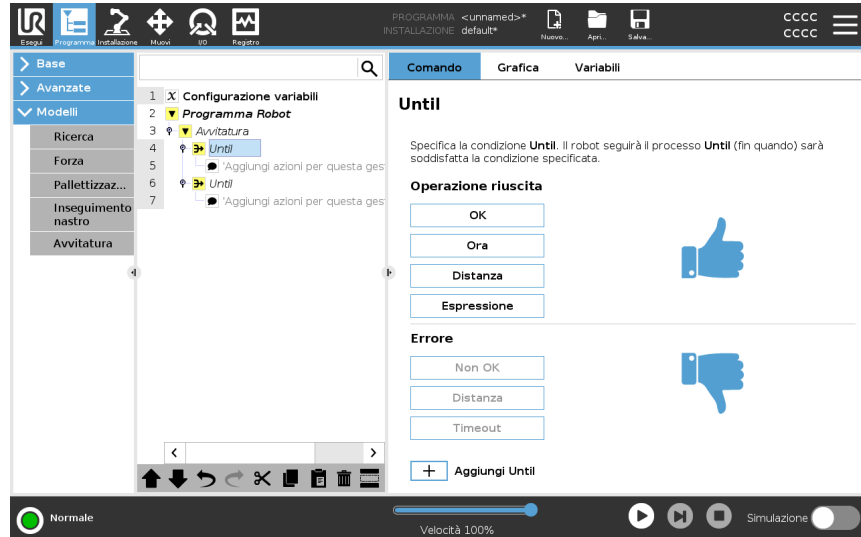 UR
Esegui
Programma
Installazione
Muovi
I/O
Registro
PROGRAMMA <unnamed>*
INSTALLAZIONE default*
Nuovo...
Apri...
Salva...
cccc
cccc
Base
Avanzate
Modelli
Ricerca
Forza
Pallettizzaz...
Inseguimento
nastro
Avvitatura
1 X Configurazione variabili
2 Programma Robot
3 Avvitatura
4 Until
5 'Aggiungi azioni per questa ges
6 Until
7 'Aggiungi azioni per questa ges
Comando
Grafica
Variabili
Until
Specifica la condizione Until. Il robot seguirà il processo Until (fin quando) sarà
soddisfatta la condizione specificata.
Operazione riuscita
OK
Ora
Distanza
Espressione
Errore
Non OK
Distanza
Timeout
+ Aggiungi Until
Normale
Velocità 100%
Simulazione